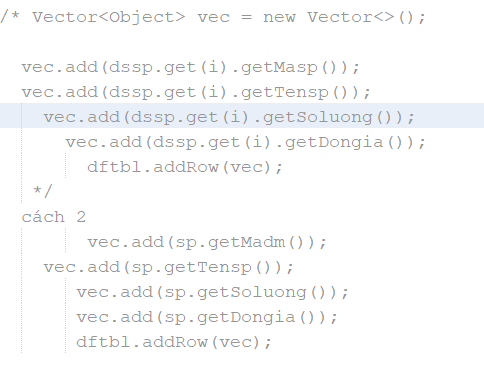 /* Vector<Object> vec = new Vector<>();
vec.add(dssp.get(i).getMasp());
vec.add(dssp.get(i).getTensp());
vec.add(dssp.get(i).getSoluong());
vec.add(dssp.get(i).getDongia());
dftbl.addRow(vec);
*/
cách 2
vec.add(sp.getMadm());
vec.add(sp.getTensp());
vec.add(sp.getSoluong());
vec.add(sp.getDongia());
dftbl.addRow(vec);